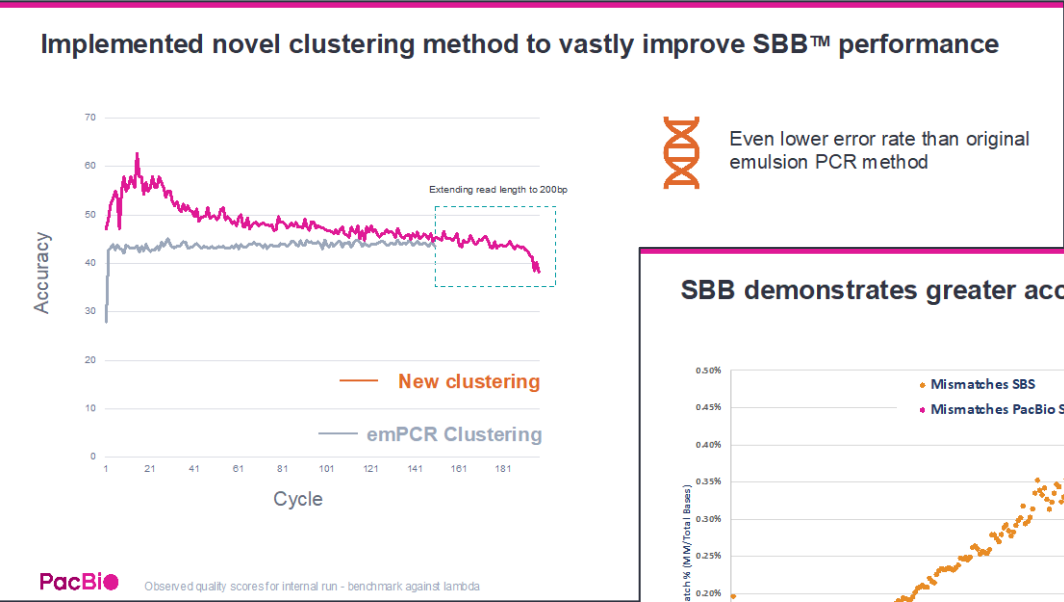 Implemented novel clustering method to vastly improve SBB™ performance
70
60
50
40
30
20
10
0
Accuracy
1 21 41 61 81 101 121 141 161 181
Cycle
Extending read length to 200bp
New clustering
emPCR Clustering
Even lower error rate than original
emulsion PCR method
PacBio
Observed quality scores for internal run - benchmark against lambda
SBB demonstrates greater
0.50%
0.45%
0.40%
0.35%
0.30%
0.25%
0.20%
(MM/Total Bases)
%
Mismatches SBS
Mismatches PacBio